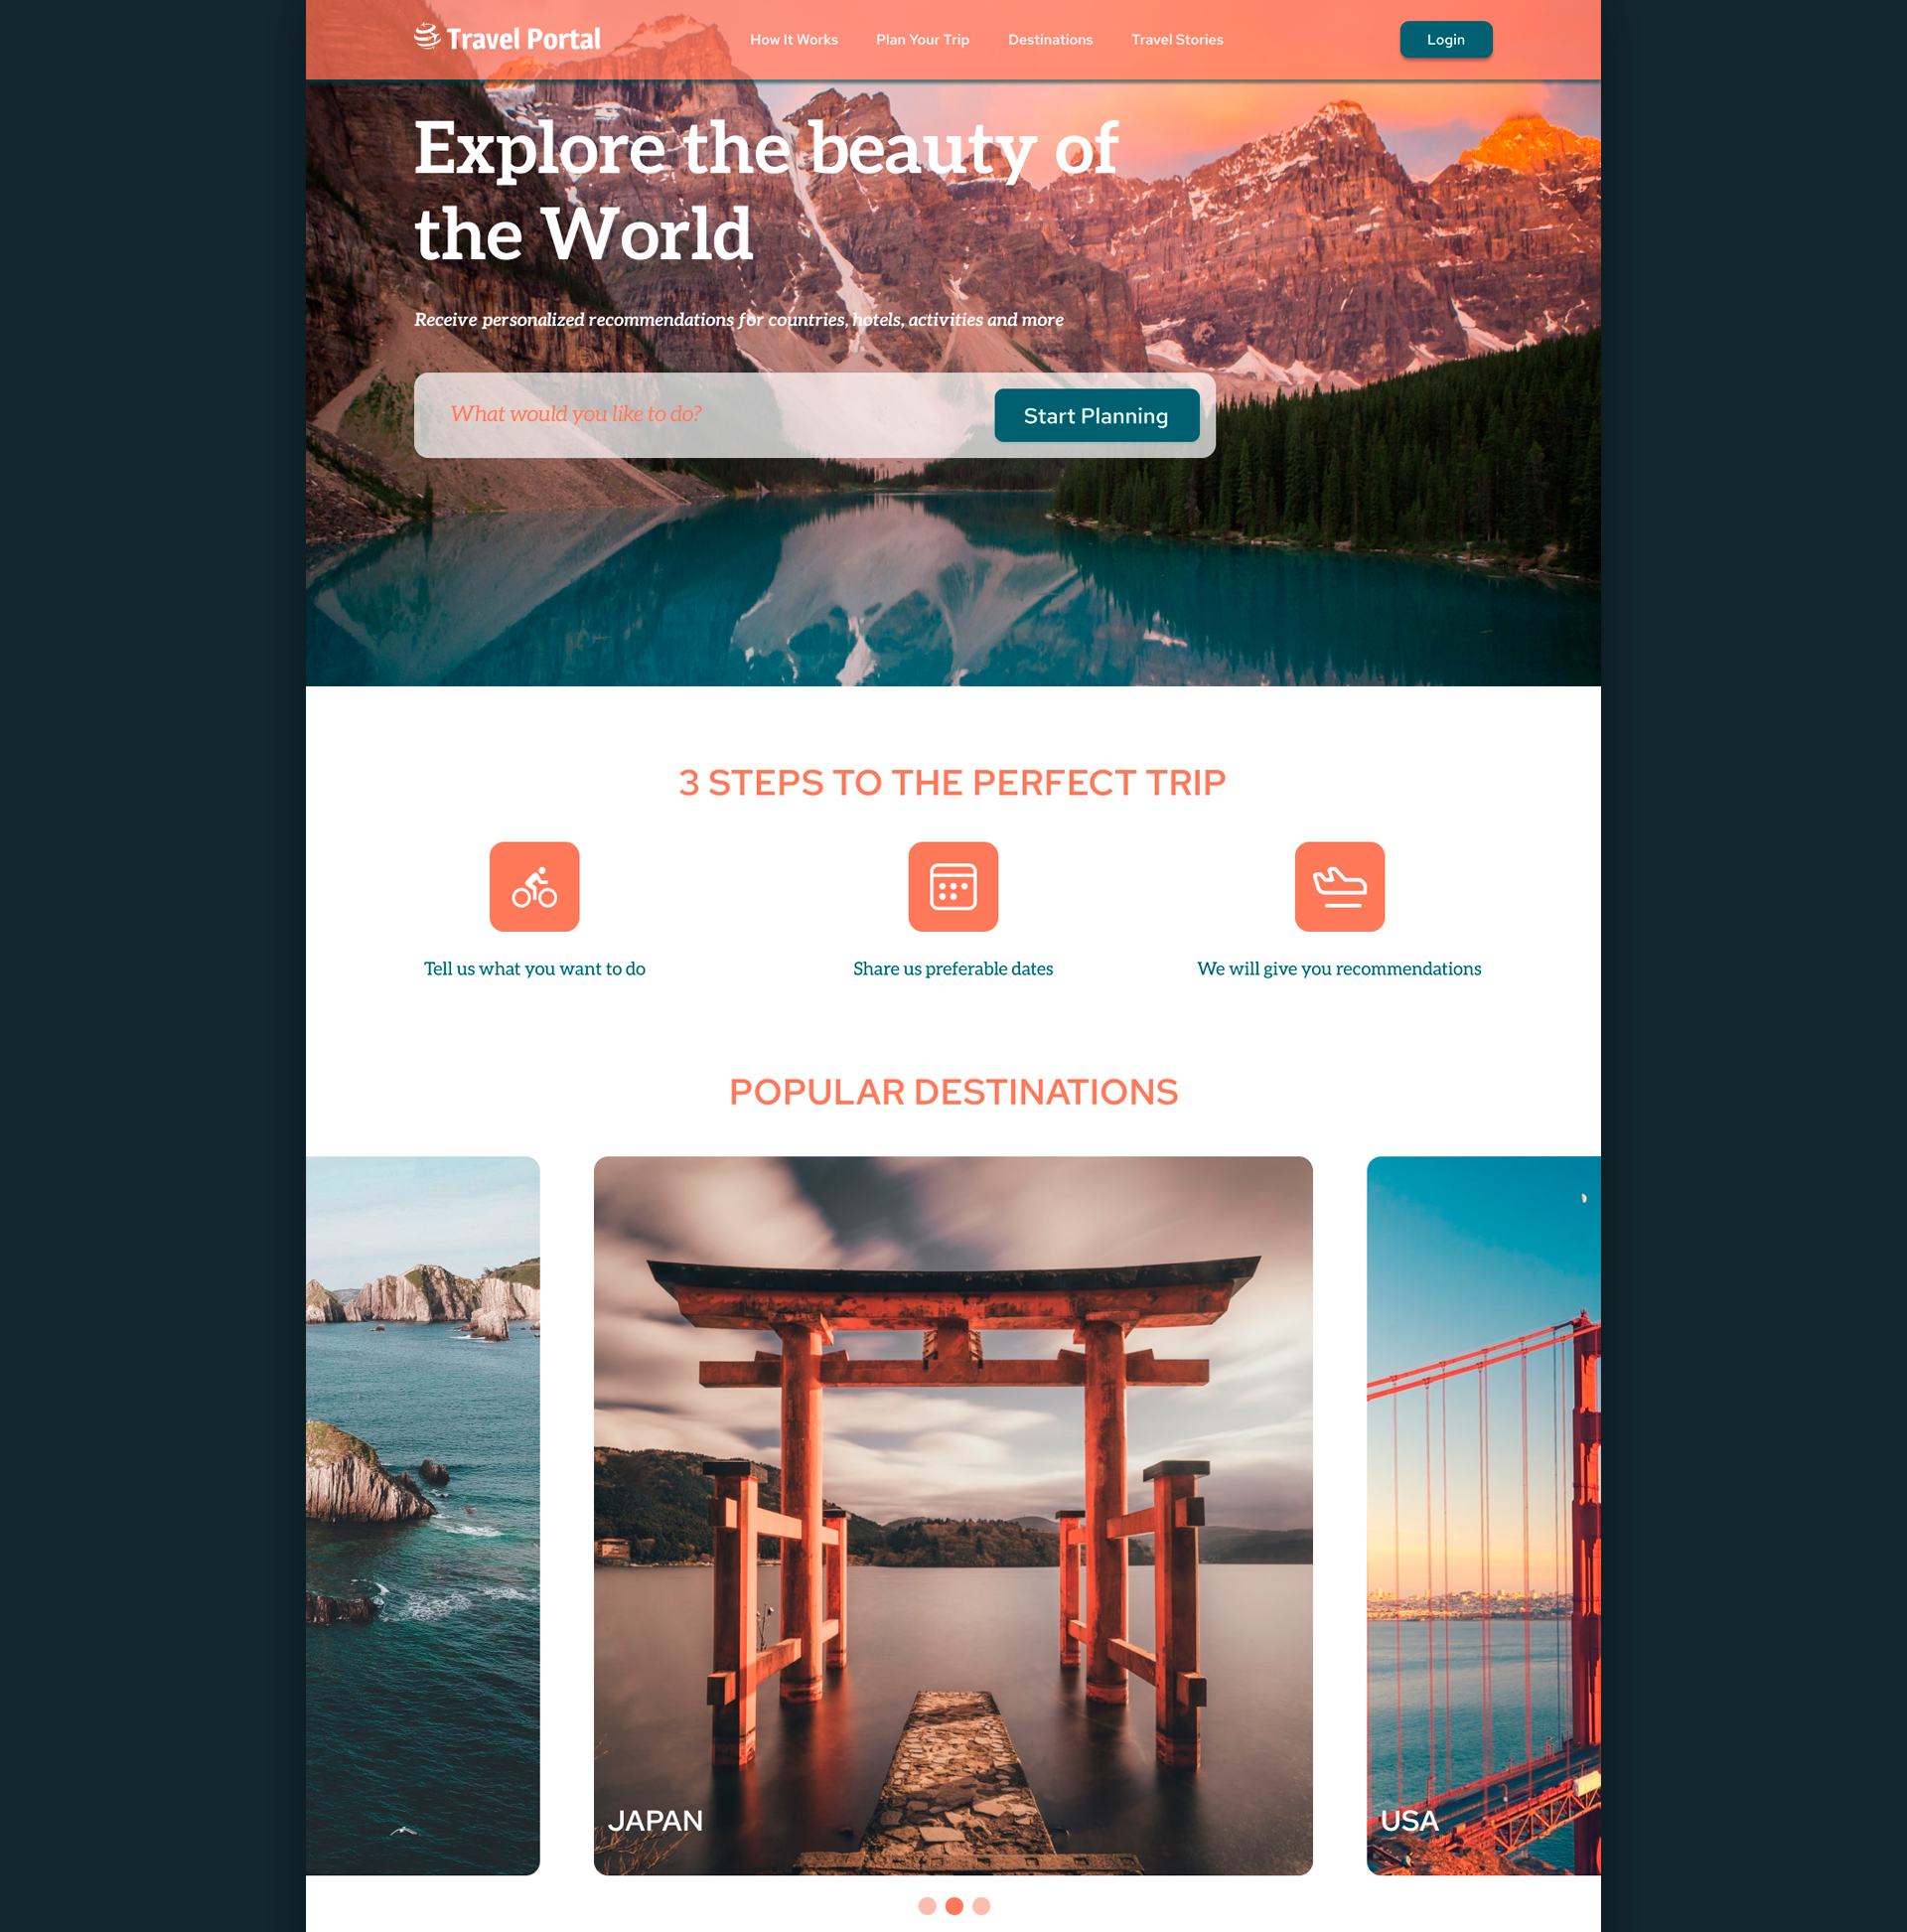 Travel Portal
How It Works
Plan Your Trip
Destinations
Travel Stories
Login
Explore the beauty of
the World
Receive personalized recommendations for countries, hotels, activities and more
What would you like to do?
Start Planning
3 STEPS TO THE PERFECT TRIP
Tell us what you want to do
Share us preferable dates
We will give you recommendations
POPULAR DESTINATIONS
JAPAN
USA